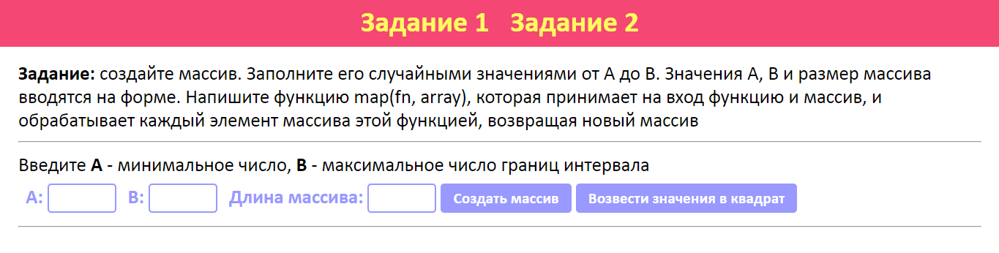 Задание 1 Задание 2
Задание: создайте массив. Заполните его случайными значениями от А до В. Значения А, В и размер массива
вводятся на форме. Напишите функцию map(fn, array), которая принимает на вход функцию и массив, и
обрабатывает каждый элемент массива этой функцией, возвращая новый массив
Введите А - минимальное число, В - максимальное число границ интервала
А: В: Длина массива: Создать массив Возвести значения в квадрат